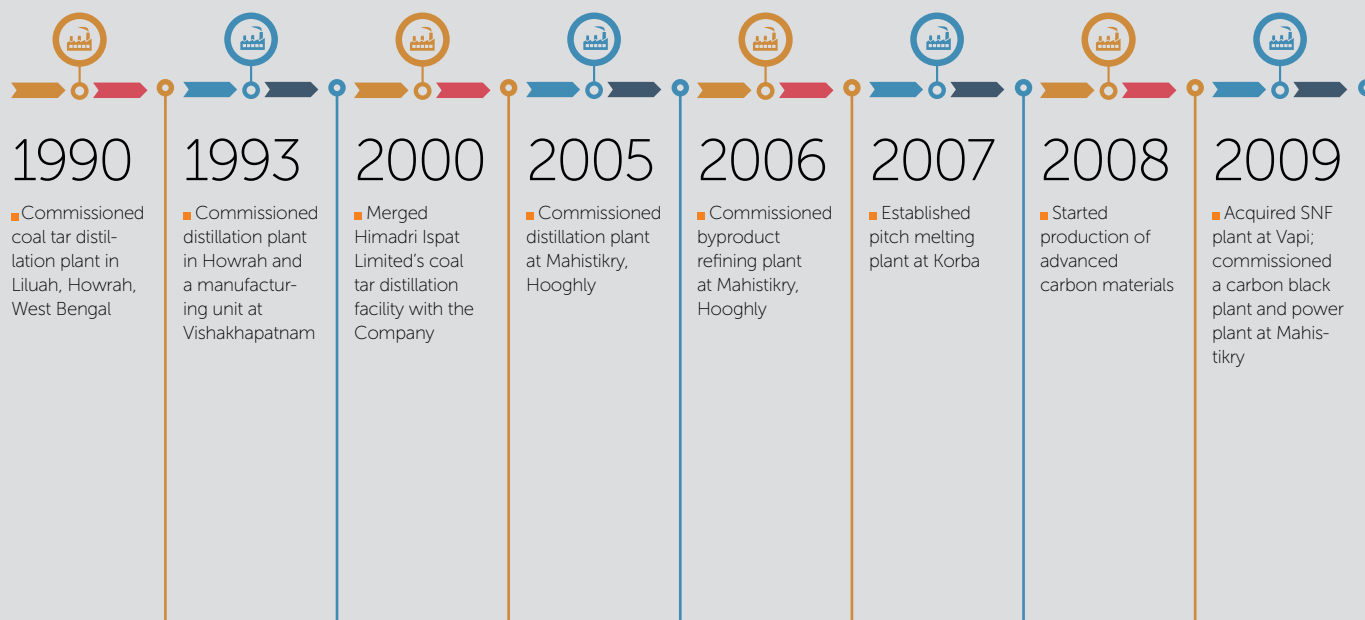 1990
Commissioned
coal tar distil-
lation plant in
Liluah, Howrah,
West Bengal
1993
Commissioned
distillation plant
in Howrah and
a manufactur-
ing unit at
Vishakhapatnam
2000
Merged
Himadri Ispat
Limited’s coal
tar distillation
facility with the
Company
2005
Commissioned
distillation plant
at Mahistikry,
Hooghly
2006
Commissioned
byproduct
refining plant
at Mahistikry,
Hooghly
2007
Established
pitch melting
plant at Korba
2008
Started
production of
advanced
carbon materials
2009
Acquired SNF
plant at Vapi;
commissioned
a carbon black
plant and power
plant at Mahis-
tikry